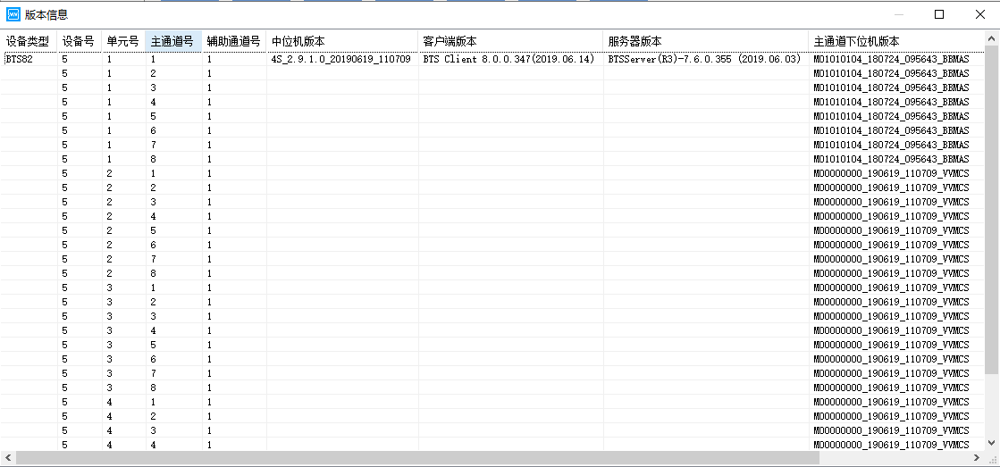 版本信息
设备类型 设备号 单元号 主通道号 辅助通道号 中位机版本 客户端版本 服务器版本 主通道下位机版本
BTS82 5 1 1 1 4S_2.9.1.0_20190619_110709 BTS Client 8.0.0.347(2019.06.14) BTSServer(R3)-7.6.0.355 (2019.06.03) M01010104_180724_095643_BBMAS
5 1 2 1 M01010104_180724_095643_BBMAS
5 1 3 1 M01010104_180724_095643_BBMAS
5 1 4 1 M01010104_180724_095643_BBMAS
5 1 5 1 M01010104_180724_095643_BBMAS
5 1 6 1 M01010104_180724_095643_BBMAS
5 1 7 1 M01010104_180724_095643_BBMAS
5 1 8 1 M01010104_180724_095643_BBMAS
5 2 1 1 M00000000_190619_110709_VVMCS
5 2 2 1 M00000000_190619_110709_VVMCS
5 2 3 1 M00000000_190619_110709_VVMCS
5 2 4 1 M00000000_190619_110709_VVMCS
5 2 5 1 M00000000_190619_110709_VVMCS
5 2 6 1 M00000000_190619_110709_VVMCS
5 2 7 1 M00000000_190619_110709_VVMCS
5 2 8 1 M00000000_190619_110709_VVMCS
5 3 1 1 M00000000_190619_110709_VVMCS
5 3 2 1 M00000000_190619_110709_VVMCS
5 3 3 1 M00000000_190619_110709_VVMCS
5 3 4 1 M00000000_190619_110709_VVMCS
5 3 5 1 M00000000_190619_110709_VVMCS
5 3 6 1 M00000000_190619_110709_VVMCS
5 3 7 1 M00000000_190619_110709_VVMCS
5 3 8 1 M00000000_190619_110709_VVMCS
5 4 1 1 M00000000_190619_110709_VVMCS
5 4 2 1 M00000000_190619_110709_VVMCS
5 4 3 1 M00000000_190619_110709_VVMCS
5 4 4 1 M00000000_190619_110709_VVMCS